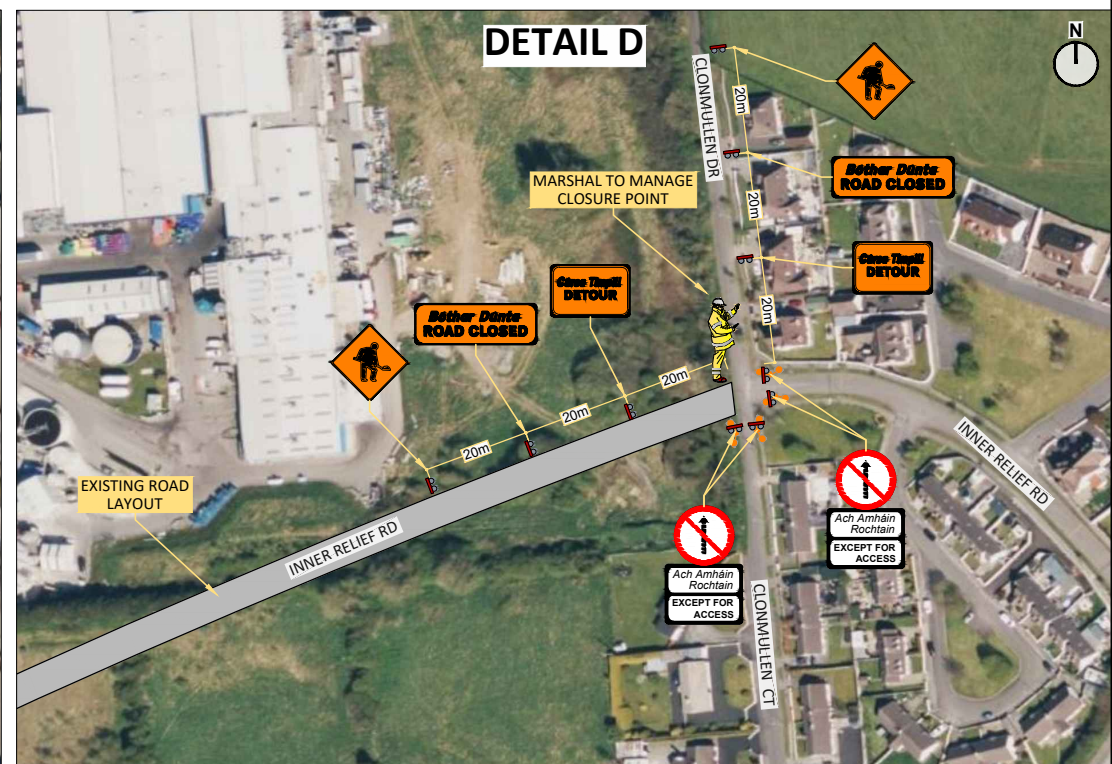 DETAIL D
N
CLONMULLEN DR
20m
Bóthar Dúnta
ROAD CLOSED
MARSHAL TO MANAGE
CLOSURE POINT
20m
DETOUR
20m
DETOUR
Bóthar Dúnta
ROAD CLOSED
20m
20m
20m
EXISTING ROAD
LAYOUT
INNER RELIEF RD
INNER RELIEF RD
Ach Amháin
Rochtain
EXCEPT FOR
ACCESS
Ach Amháin
Rochtain
EXCEPT FOR
ACCESS
CLONMULLEN CT